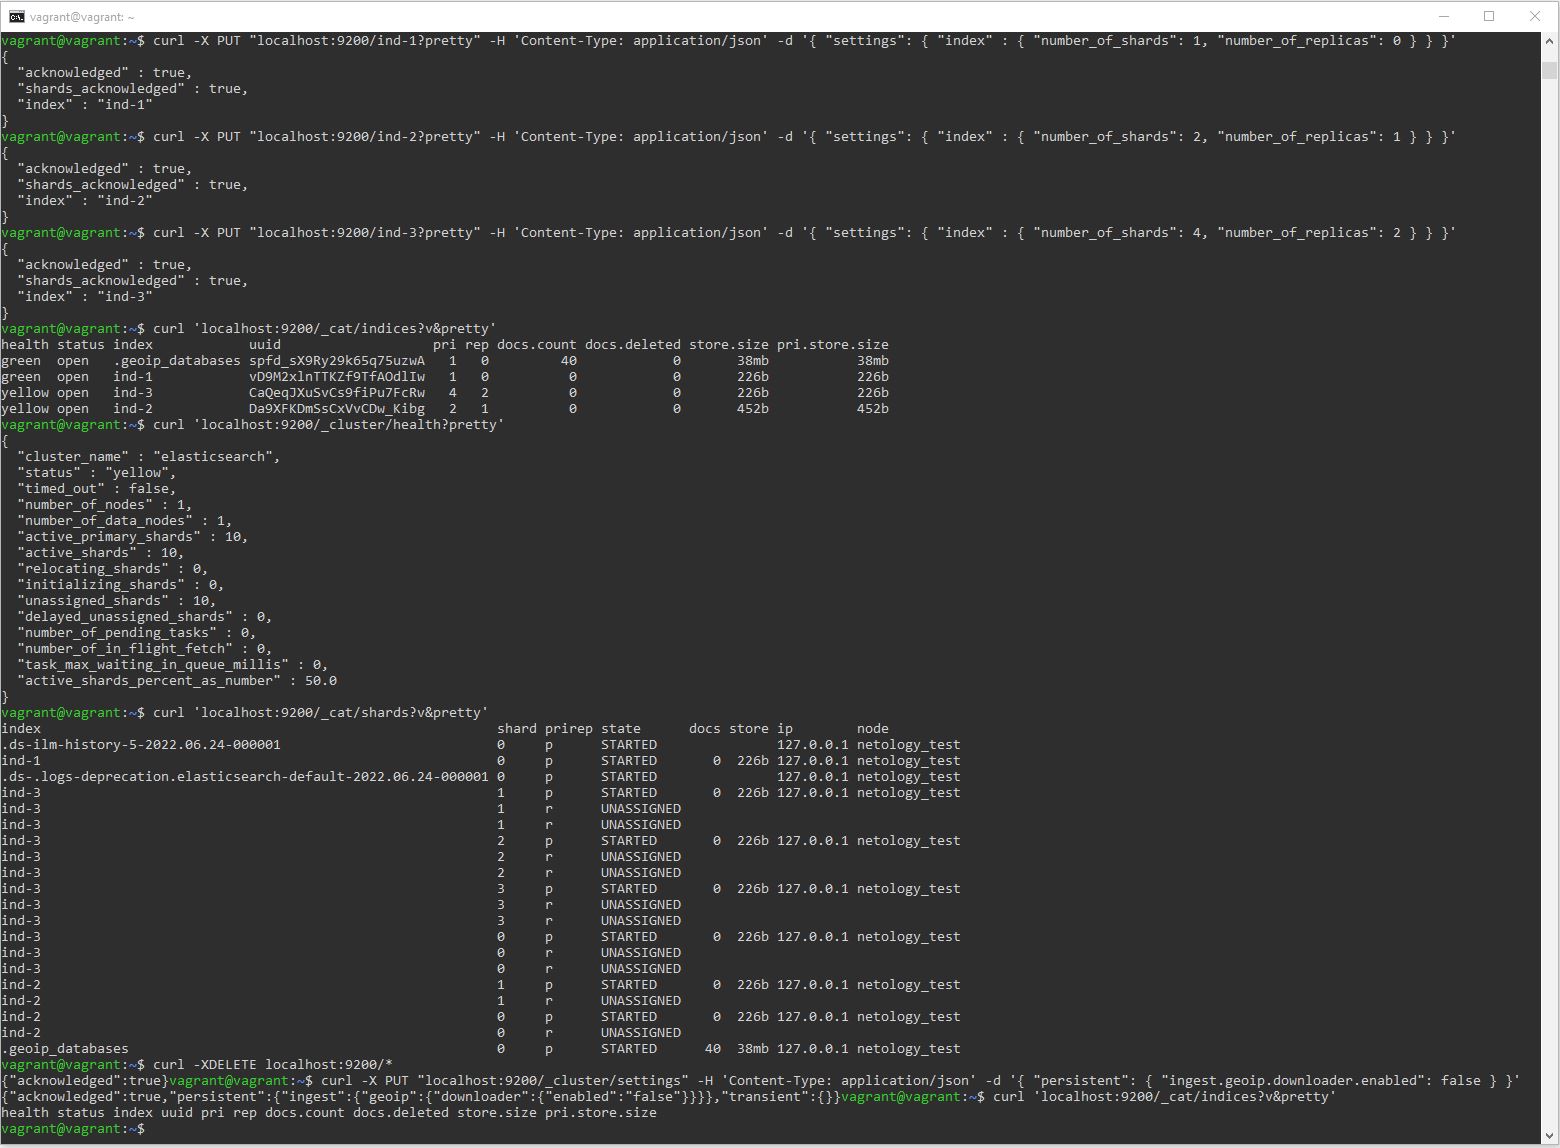 vagrant@vagrant: ~
vagrant@vagrant:~$ curl -X PUT "localhost:9200/ind-1?pretty" -H 'Content-Type: application/json' -d '{ "settings": { "index" : { "number_of_shards": 1, "number_of_replicas": 0 } } }'
{
  "acknowledged" : true,
  "shards_acknowledged" : true,
  "index" : "ind-1"
}
vagrant@vagrant:~$ curl -X PUT "localhost:9200/ind-2?pretty" -H 'Content-Type: application/json' -d '{ "settings": { "index" : { "number_of_shards": 2, "number_of_replicas": 1 } } }'
{
  "acknowledged" : true,
  "shards_acknowledged" : true,
  "index" : "ind-2"
}
vagrant@vagrant:~$ curl -X PUT "localhost:9200/ind-3?pretty" -H 'Content-Type: application/json' -d '{ "settings": { "index" : { "number_of_shards": 4, "number_of_replicas": 2 } } }'
{
  "acknowledged" : true,
  "shards_acknowledged" : true,
  "index" : "ind-3"
}
vagrant@vagrant:~$ curl 'localhost:9200/_cat/indices?v&pretty'
health status index            uuid                   pri rep docs.count docs.deleted store.size pri.store.size
green  open   .geoip_databases spfd_sX9Ry29k65q75uzwA   1   0         40            0       38mb           38mb
green  open   ind-1            vD9M2xlnTTKZf9TfAOdlIw   1   0          0            0       226b           226b
yellow open   ind-3            CaQeqJXuSvCs9fiPu7FcRw   4   2          0            0       226b           226b
yellow open   ind-2            Da9XFKDmSsCxVvCDw_Kibg   2   1          0            0       452b           452b
vagrant@vagrant:~$ curl 'localhost:9200/_cluster/health?pretty'
{
  "cluster_name" : "elasticsearch",
  "status" : "yellow",
  "timed_out" : false,
  "number_of_nodes" : 1,
  "number_of_data_nodes" : 1,
  "active_primary_shards" : 10,
  "active_shards" : 10,
  "relocating_shards" : 0,
  "initializing_shards" : 0,
  "unassigned_shards" : 10,
  "delayed_unassigned_shards" : 0,
  "number_of_pending_tasks" : 0,
  "number_of_in_flight_fetch" : 0,
  "task_max_waiting_in_queue_millis" : 0,
  "active_shards_percent_as_number" : 50.0
}
vagrant@vagrant:~$ curl 'localhost:9200/_cat/shards?v&pretty'
index                                                         shard prirep state      docs store ip        node
.ds-ilm-history-5-2022.06.24-000001                           0     p      STARTED               127.0.0.1 netology_test
ind-1                                                         0     p      STARTED       0  226b 127.0.0.1 netology_test
.ds-.logs-deprecation.elasticsearch-default-2022.06.24-000001 0     p      STARTED               127.0.0.1 netology_test
ind-3                                                         1     p      STARTED       0  226b 127.0.0.1 netology_test
ind-3                                                         1     r      UNASSIGNED
ind-3                                                         1     r      UNASSIGNED
ind-3                                                         2     p      STARTED       0  226b 127.0.0.1 netology_test
ind-3                                                         2     r      UNASSIGNED
ind-3                                                         2     r      UNASSIGNED
ind-3                                                         3     p      STARTED       0  226b 127.0.0.1 netology_test
ind-3                                                         3     r      UNASSIGNED
ind-3                                                         3     r      UNASSIGNED
ind-3                                                         0     p      STARTED       0  226b 127.0.0.1 netology_test
ind-3                                                         0     r      UNASSIGNED
ind-3                                                         0     r      UNASSIGNED
ind-2                                                         1     p      STARTED       0  226b 127.0.0.1 netology_test
ind-2                                                         1     r      UNASSIGNED
ind-2                                                         0     p      STARTED       0  226b 127.0.0.1 netology_test
ind-2                                                         0     r      UNASSIGNED
.geoip_databases                                              0     p      STARTED      40  38mb 127.0.0.1 netology_test
vagrant@vagrant:~$ curl -XDELETE localhost:9200/*
{"acknowledged":true}vagrant@vagrant:~$ curl -X PUT "localhost:9200/_cluster/settings" -H 'Content-Type: application/json' -d '{ "persistent": { "ingest.geoip.downloader.enabled": false } }'
{"acknowledged":true,"persistent":{"ingest":{"geoip":{"downloader":{"enabled":"false"}}}},"transient":{}}vagrant@vagrant:~$ curl 'localhost:9200/_cat/indices?v&pretty'
health status index uuid pri rep docs.count docs.deleted store.size pri.store.size
vagrant@vagrant:~$